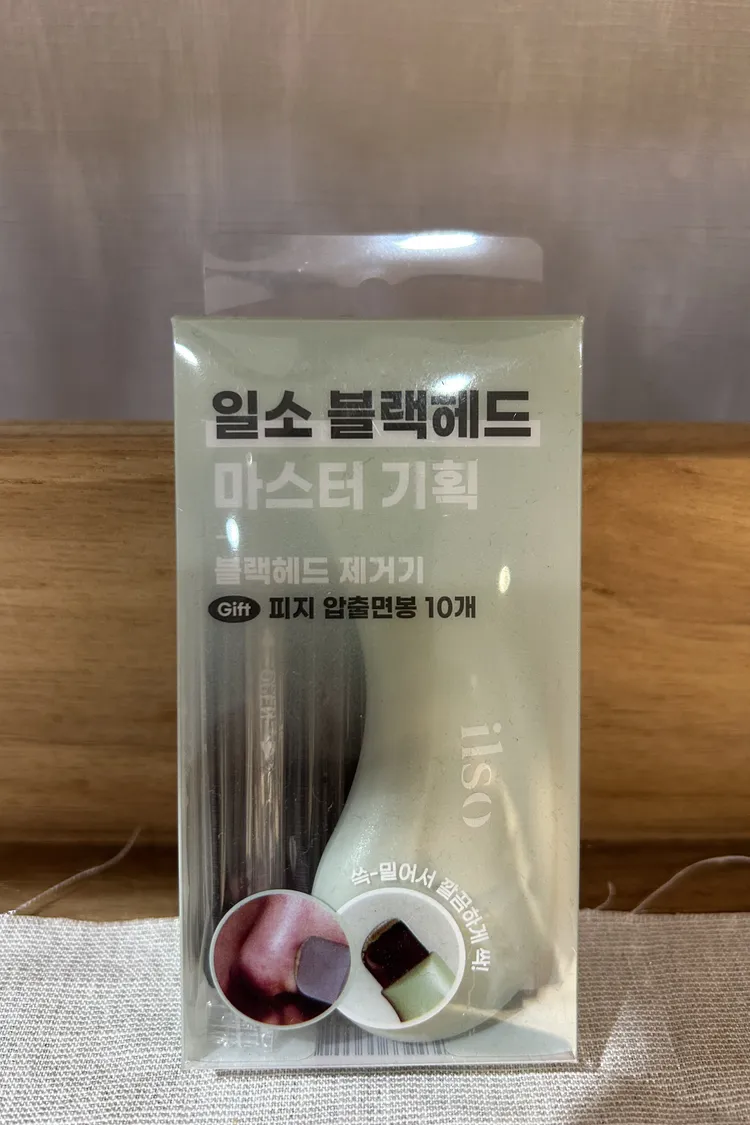 일소 블랙헤드
마스터 기획
블랙헤드 제거기
Gift 피지 압출면봉 10개
OPEN
ilso
쓱-밀어서 깔끔하게 싹!